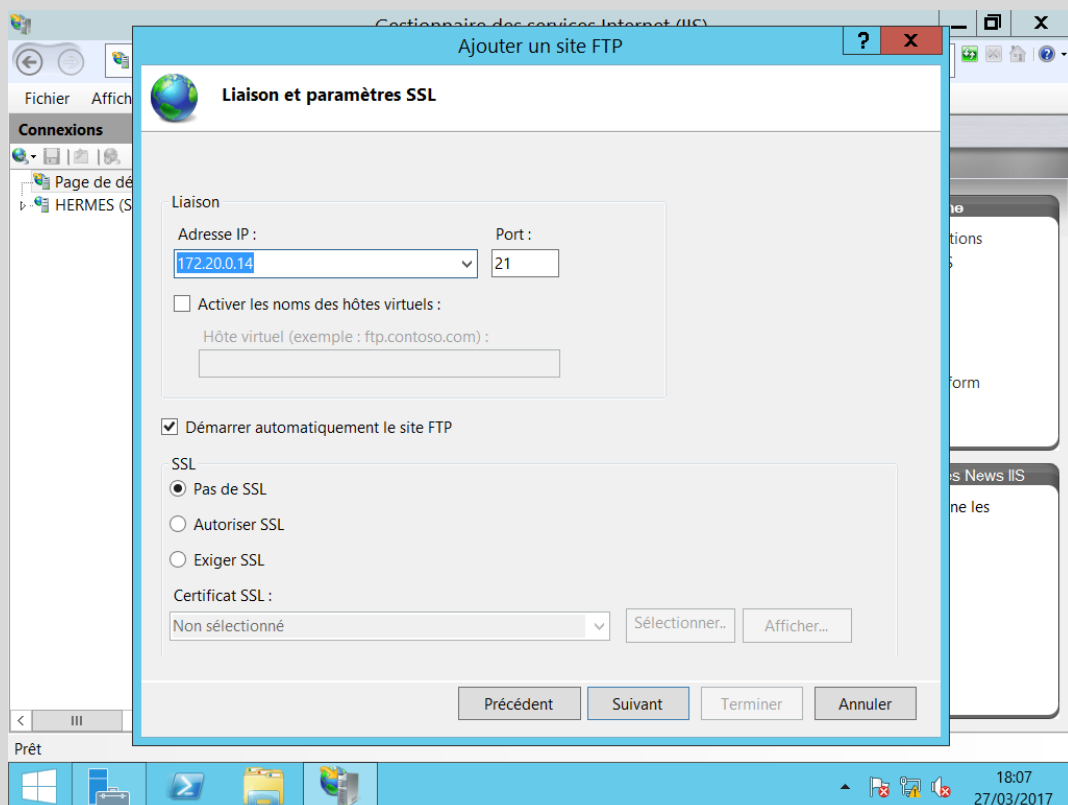 Gestionnaire des services Internet (IIS)
Ajouter un site FTP
?
X
X
Fichier Affich
Liaison et paramètres SSL
Connexions
Page de dé
HERMES (S
Liaison
Adresse IP :
Port :
172.20.0.14
21
Activer les noms des hôtes virtuels :
Hôte virtuel (exemple : ftp.contoso.com) :
Démarrer automatiquement le site FTP
SSL
Pas de SSL
Autoriser SSL
Exiger SSL
Certificat SSL :
Non sélectionné
Sélectionner..
Afficher...
tions
form
s News IIS
ne les
Précédent
Suivant
Terminer
Annuler
Prêt
18:07
27/03/2017